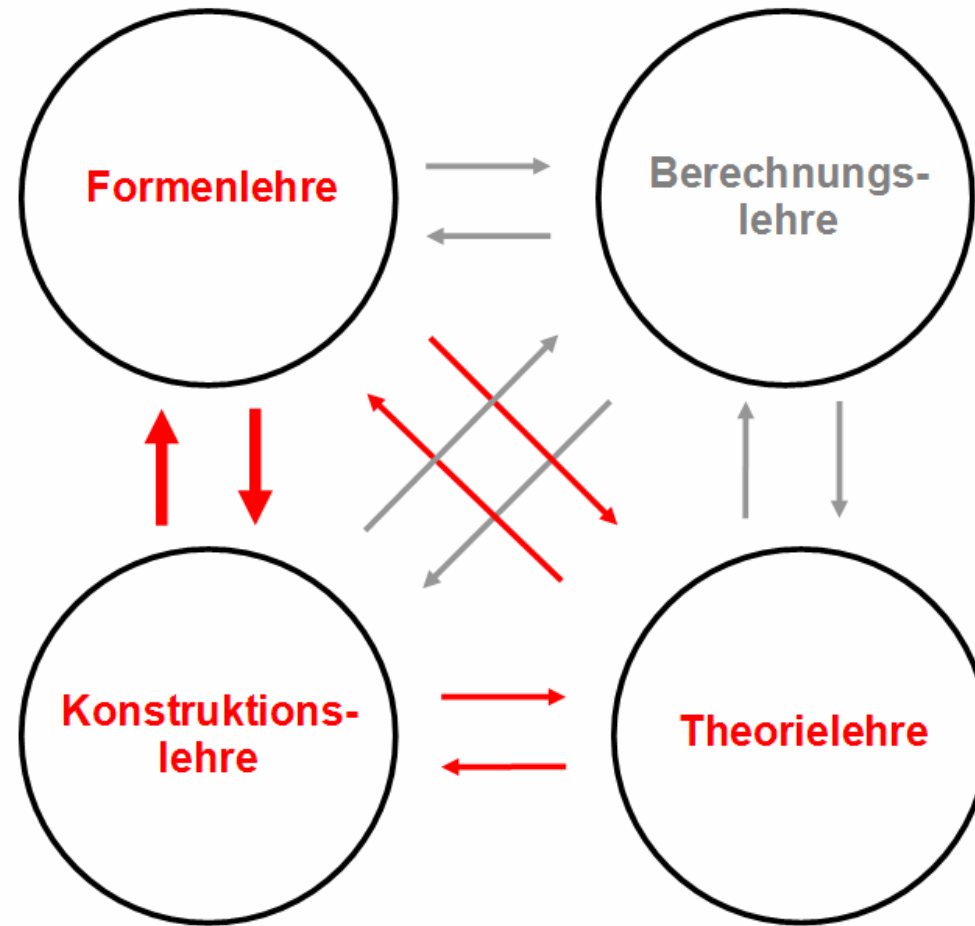 Formenlehre
Berechnungs-
lehre
Konstruktions-
lehre
Theorielehre